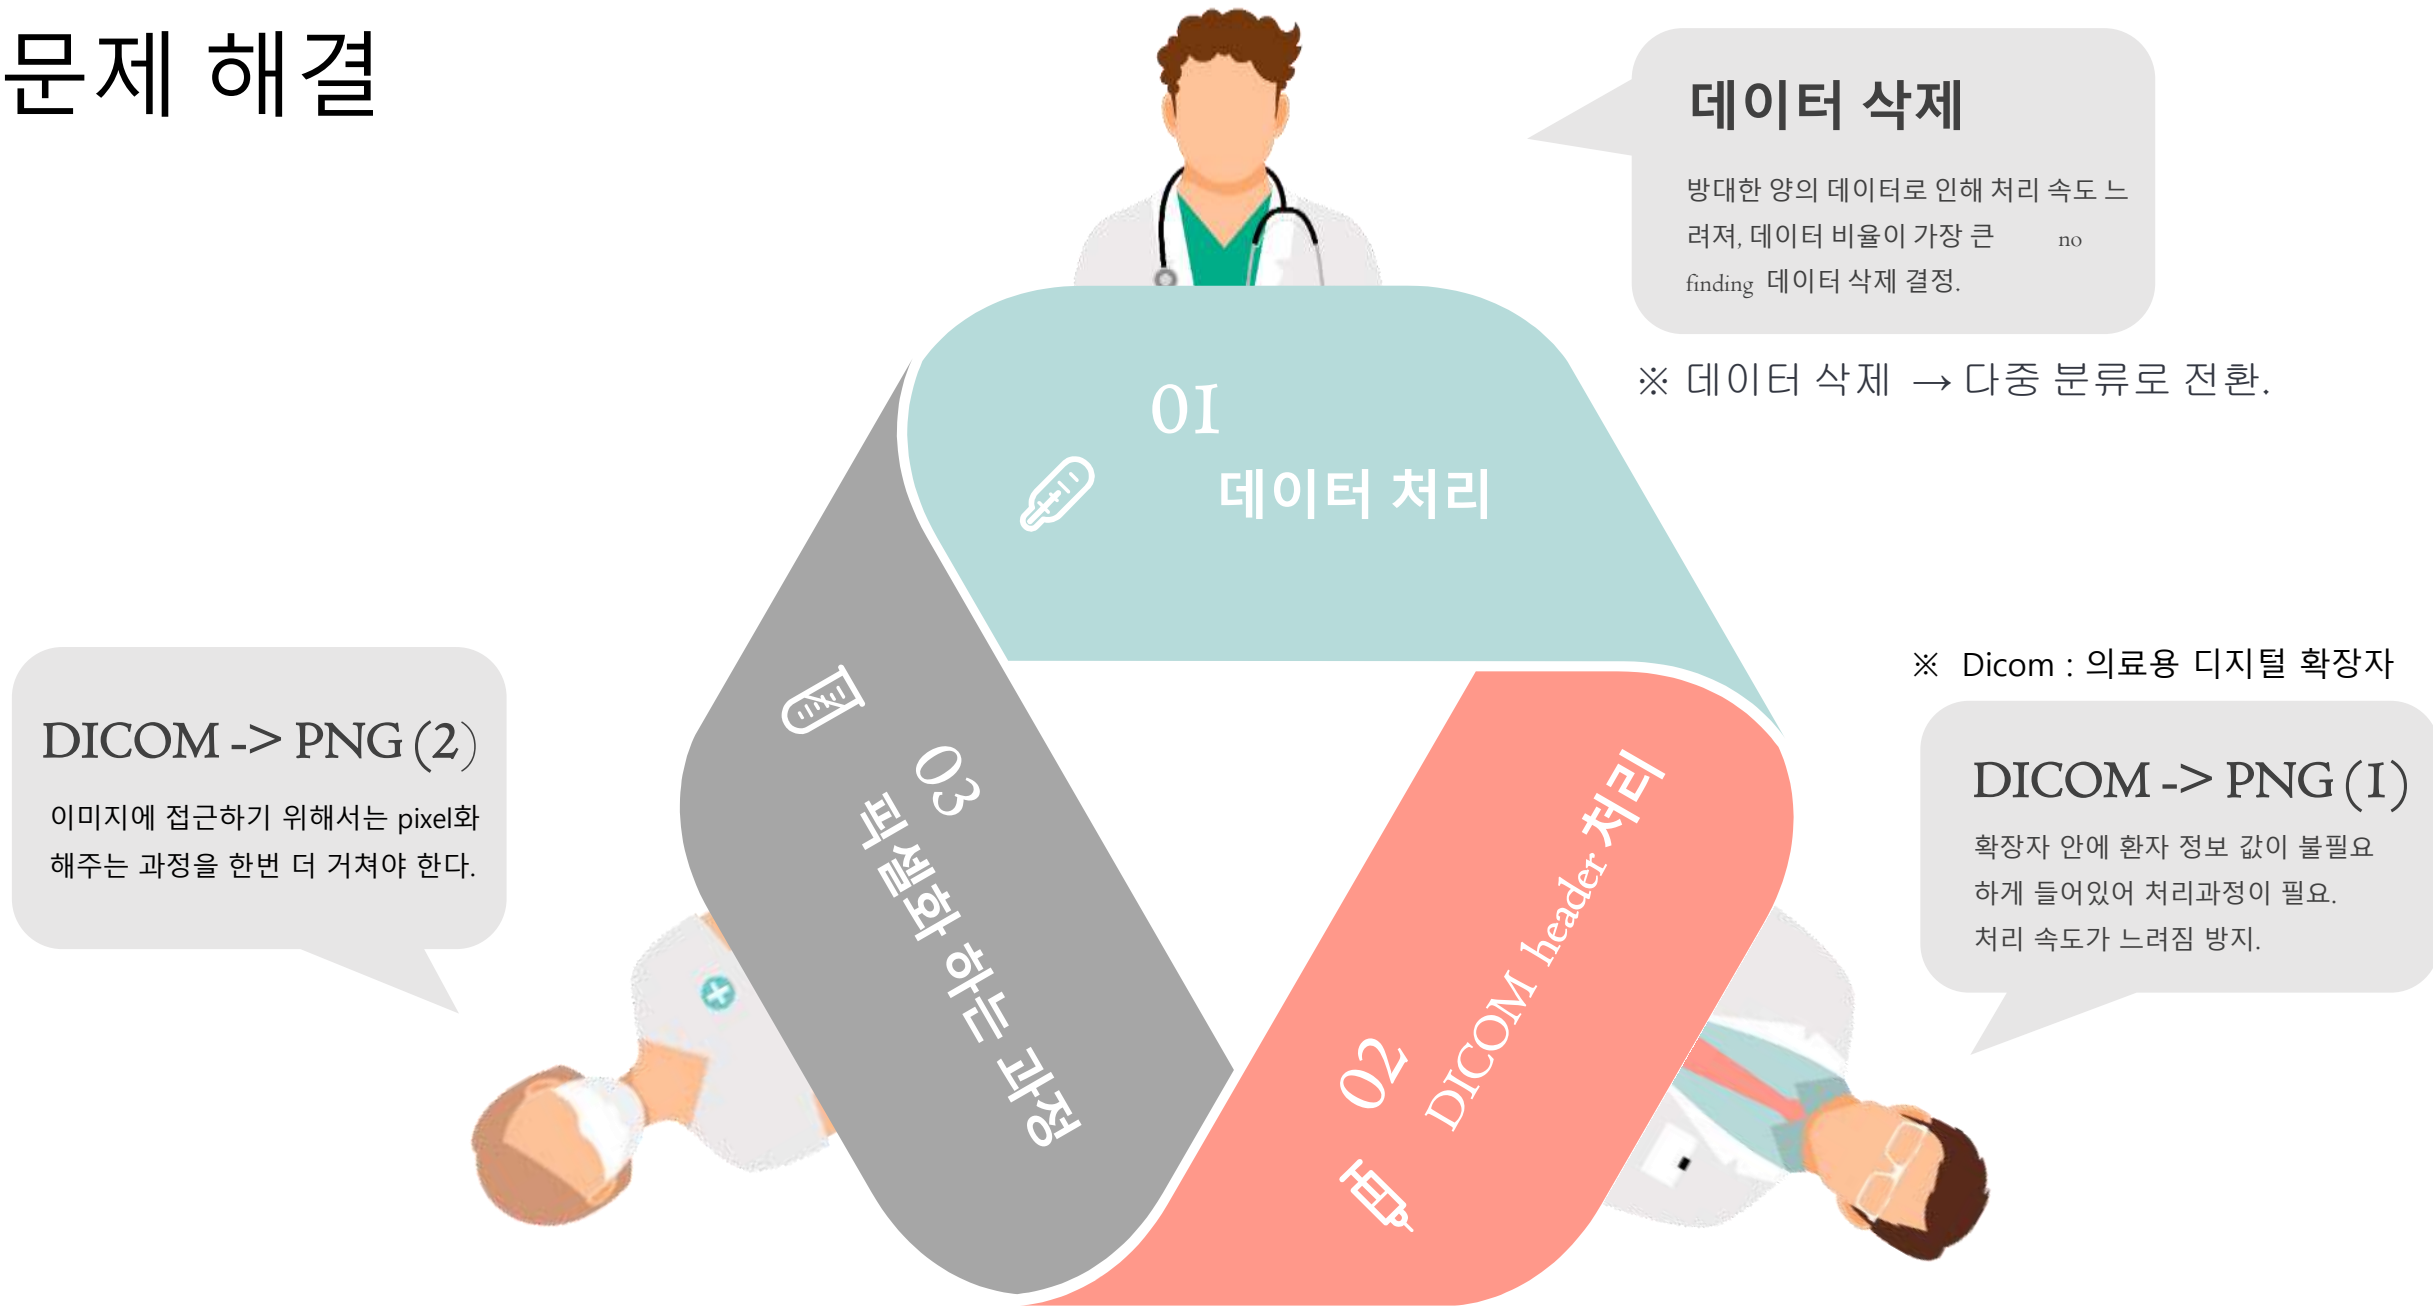 문제 해결
데이터 삭제
방대한 양의 데이터로 인해 처리 속도 느
려져, 데이터 비율이 가장 큰 no
finding 데이터 삭제 결정.
※ 데이터 삭제 → 다중 분류로 전환.
01
데이터 처리
※ Dicom : 의료용 디지털 확장자
DICOM -> PNG (1)
확장자 안에 환자 정보 값이 불필요
하게 들어있어 처리과정이 필요.
처리 속도가 느려짐 방지.
02
DICOM header 처리
03
픽셀화 하는 과정
DICOM -> PNG (2)
이미지에 접근하기 위해서는 pixel화
해주는 과정을 한번 더 거쳐야 한다.